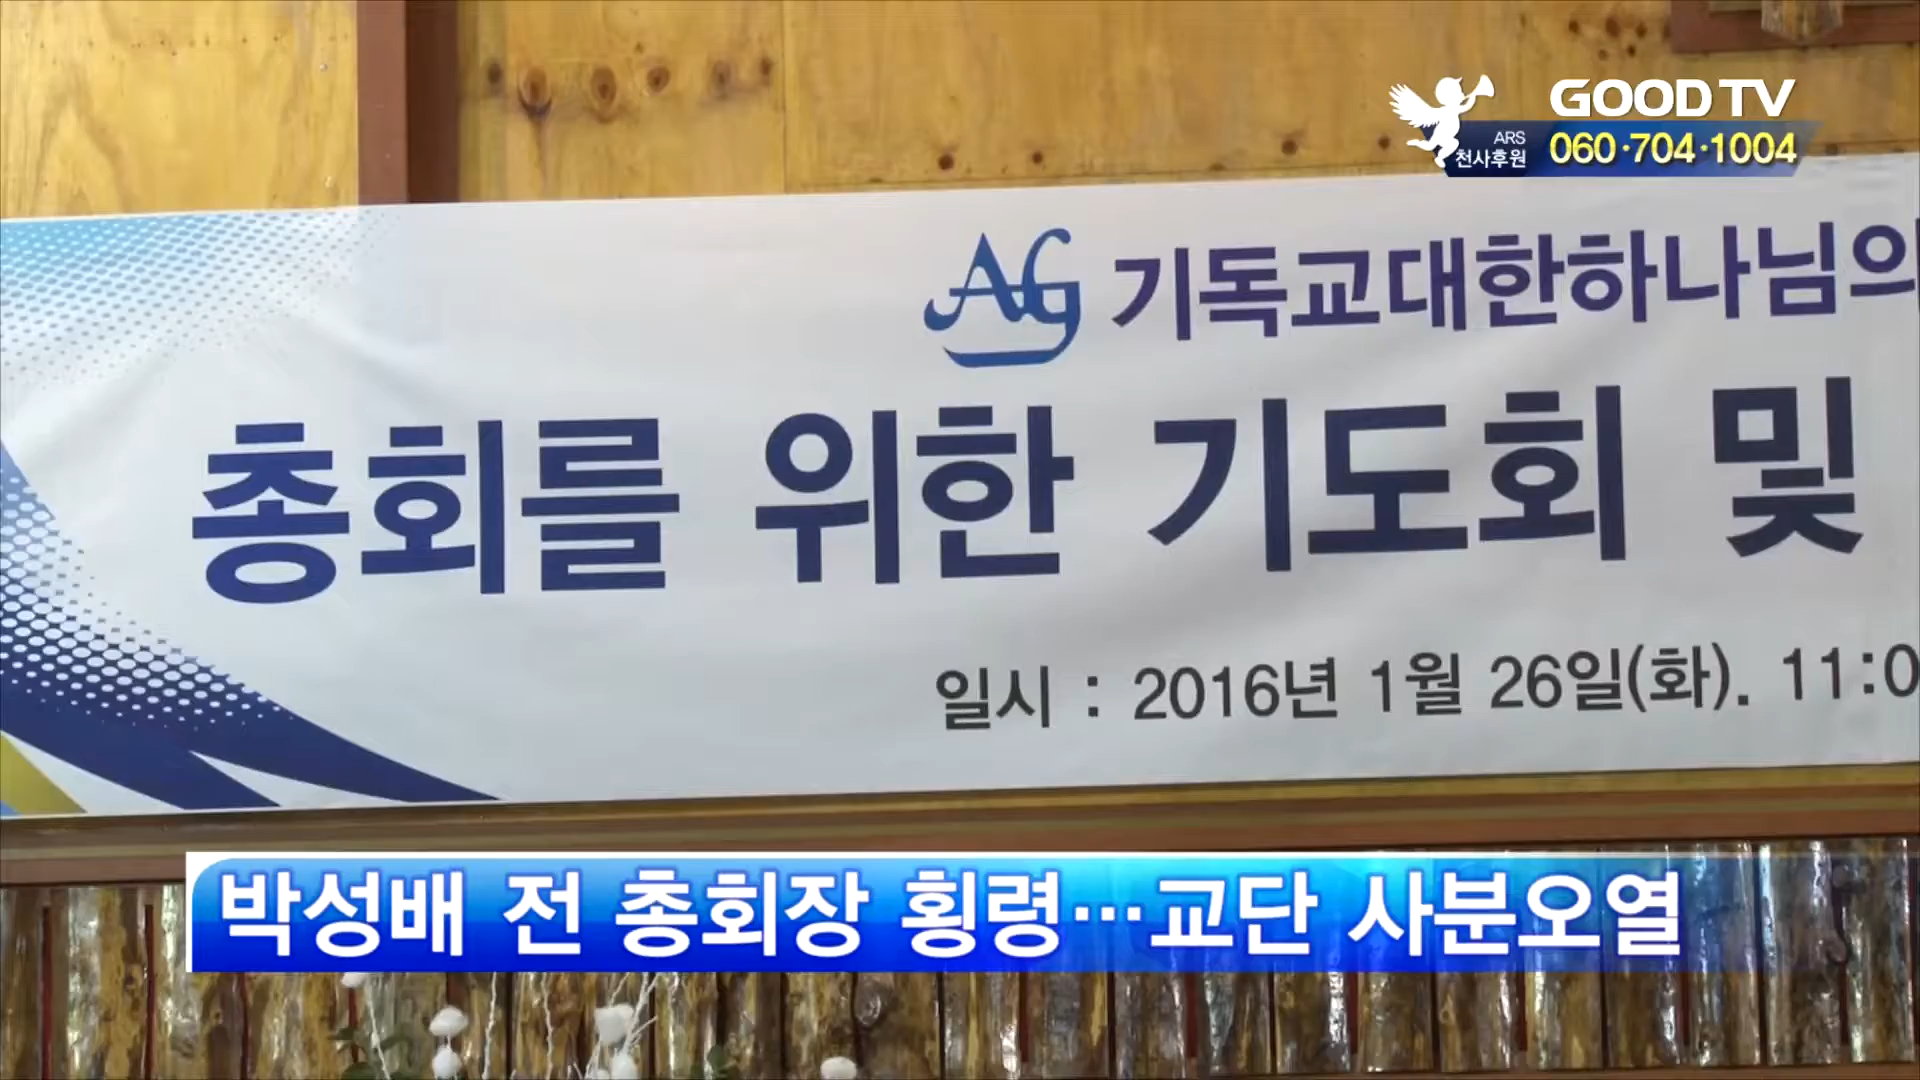 GOOD TV
ARS
천사후원
060·704·1004
AG 기독교대한하나님의
총회를 위한 기도회 및
일시 : 2016년 1월 26일(화). 11:0
박성배 전 총회장 횡령…교단 사분오열